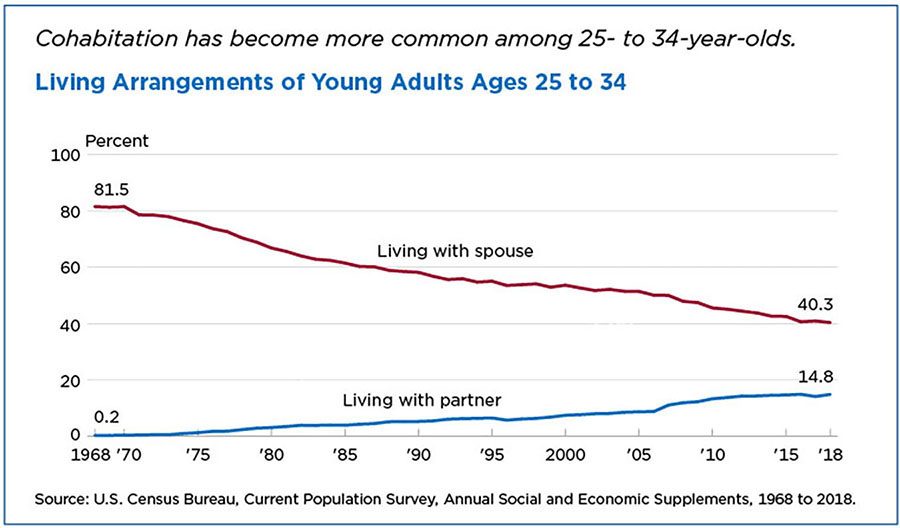 Cohabitation has become more common among 25- to 34-year-olds.
Living Arrangements of Young Adults Ages 25 to 34
Percent
100
81.5
80
Living with spouse
60
40.3
40
20
14.8
Living with partner
0.2
0
1968 '70 '75 '80 '85 '90 '95 2000 '05 '10 '15 '18
Source: U.S. Census Bureau, Current Population Survey, Annual Social and Economic Supplements, 1968 to 2018.